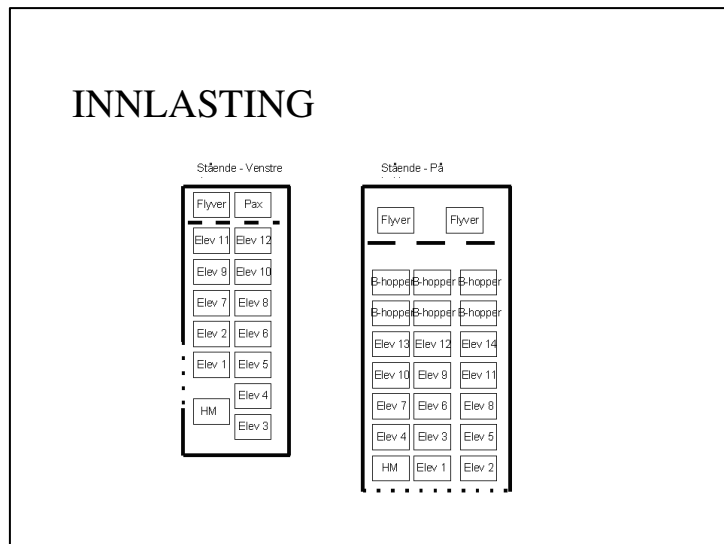 INNLASTING
Stående - Venstre
Flyver Pax
Elev 11 Elev 12
Elev 9 Elev 10
Elev 7 Elev 8
Elev 2 Elev 6
Elev 1 Elev 5
HM Elev 4
Elev 3
Stående - På
Flyver Flyver
B-hopper B-hopper B-hopper
B-hopper B-hopper B-hopper
Elev 13 Elev 12 Elev 14
Elev 10 Elev 9 Elev 11
Elev 7 Elev 6 Elev 8
Elev 4 Elev 3 Elev 5
HM Elev 1 Elev 2